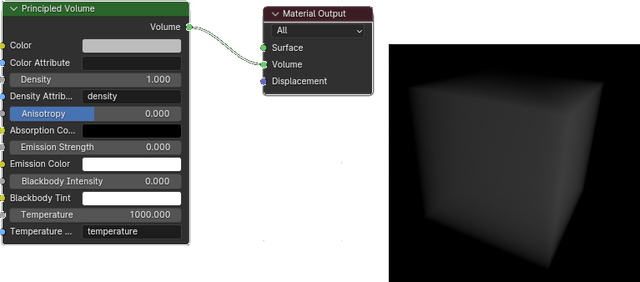 Principled Volume
Volume
Color
Color Attribute
Density 1.000
Density Attrib... density
Anisotropy 0.000
Absorption Co...
Emission Strength 0.000
Emission Color
Blackbody Intensity 0.000
Blackbody Tint
Temperature 1000.000
Temperature ... temperature
Material Output
All
Surface
Volume
Displacement